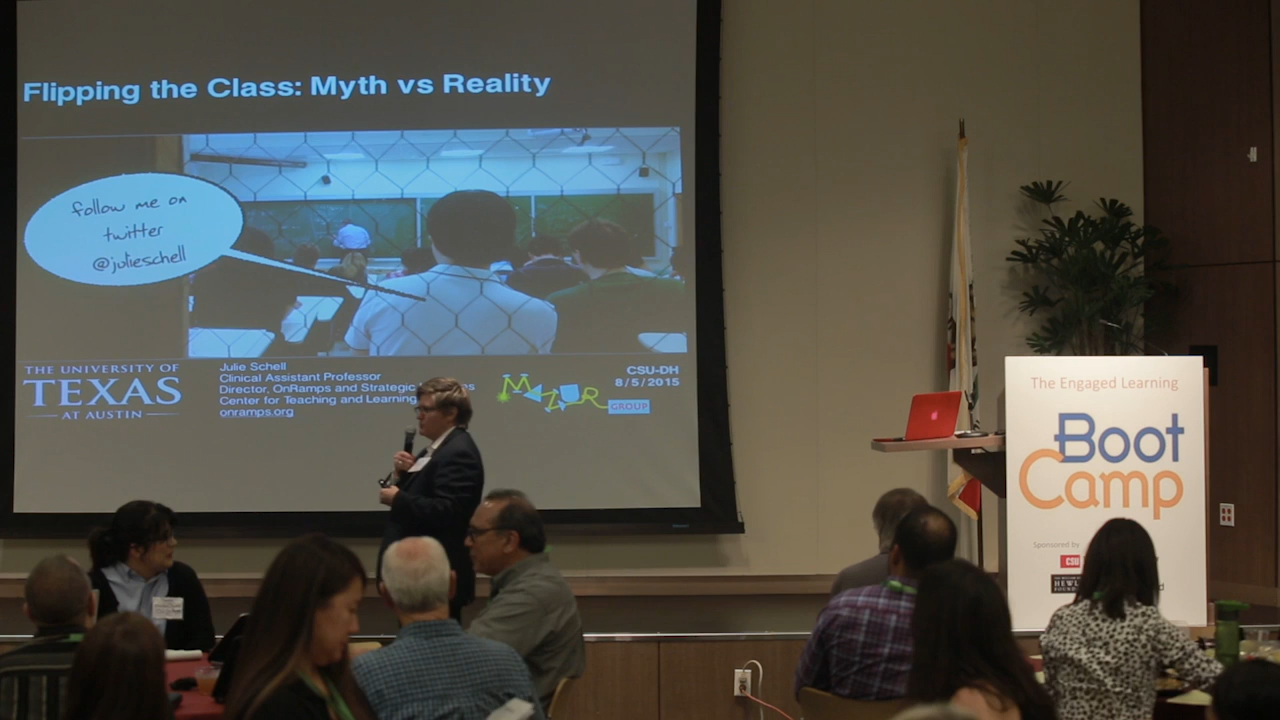 Flipping the Class: Myth vs Reality
follow me on
twitter
@julieschell
THE UNIVERSITY OF
TEXAS
AT AUSTIN
Julie Schell
Clinical Assistant Professor
Director, OnRamps and Strategic
Center for Teaching and Learning
onramps.org
MAZUR
GROUP
CSU-DH
8/5/2015
The Engaged Learning
Boot
Camp
Sponsored by
CSU